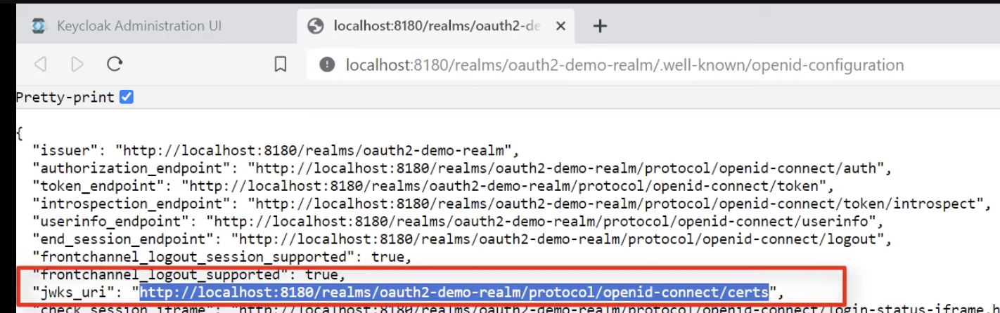 Keycloak Administration UI
localhost:8180/realms/oauth2-de
localhost:8180/realms/oauth2-demo-realm/.well-known/openid-configuration
Pretty-print
{
"issuer": "http://localhost:8180/realms/oauth2-demo-realm",
"authorization_endpoint": "http://localhost:8180/realms/oauth2-demo-realm/protocol/openid-connect/auth",
"token_endpoint": "http://localhost:8180/realms/oauth2-demo-realm/protocol/openid-connect/token",
"introspection_endpoint": "http://localhost:8180/realms/oauth2-demo-realm/protocol/openid-connect/token/introspect",
"userinfo_endpoint": "http://localhost:8180/realms/oauth2-demo-realm/protocol/openid-connect/userinfo",
"end_session_endpoint": "http://localhost:8180/realms/oauth2-demo-realm/protocol/openid-connect/logout",
"frontchannel_logout_session_supported": true,
"frontchannel_logout_supported": true,
"jwks_uri": "http://localhost:8180/realms/oauth2-demo-realm/protocol/openid-connect/certs",
"check_session_iframe": "http://localhost:8180/realms/oauth2-demo-realm/protocol/openid-connect/login-status-iframe.h